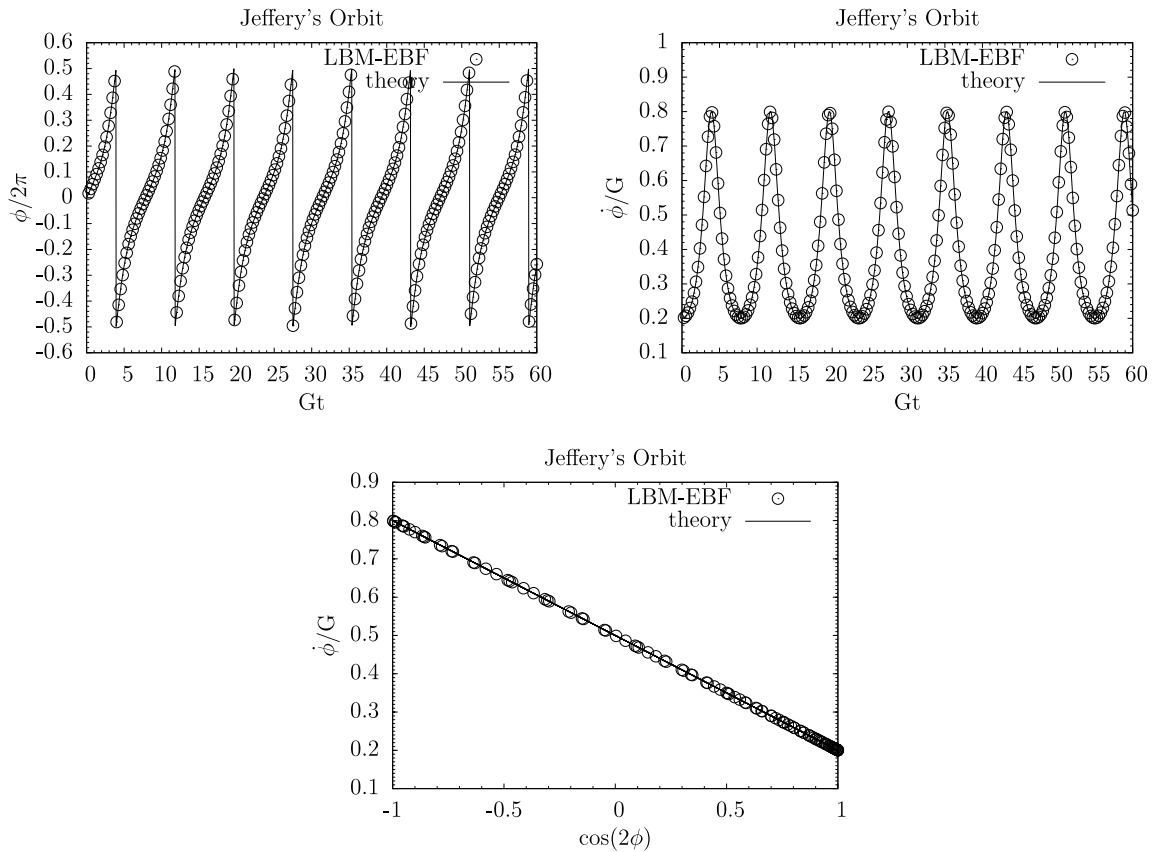 Jeffery's Orbit
LBM-EBF
theory
0.6
0.5
0.4
0.3
0.2
0.1
0
-0.1
-0.2
-0.3
-0.4
-0.5
-0.6
ϕ/2π
0 5 10 15 20 25 30 35 40 45 50 55 60
Gt
Jeffery's Orbit
LBM-EBF
theory
1
0.9
0.8
0.7
0.6
0.5
0.4
0.3
0.2
0.1
ϕ̇/G
0 5 10 15 20 25 30 35 40 45 50 55 60
Gt
Jeffery's Orbit
LBM-EBF
theory
0.9
0.8
0.7
0.6
0.5
0.4
0.3
0.2
0.1
ϕ̇/G
-1 -0.5 0 0.5 1
cos(2ϕ)